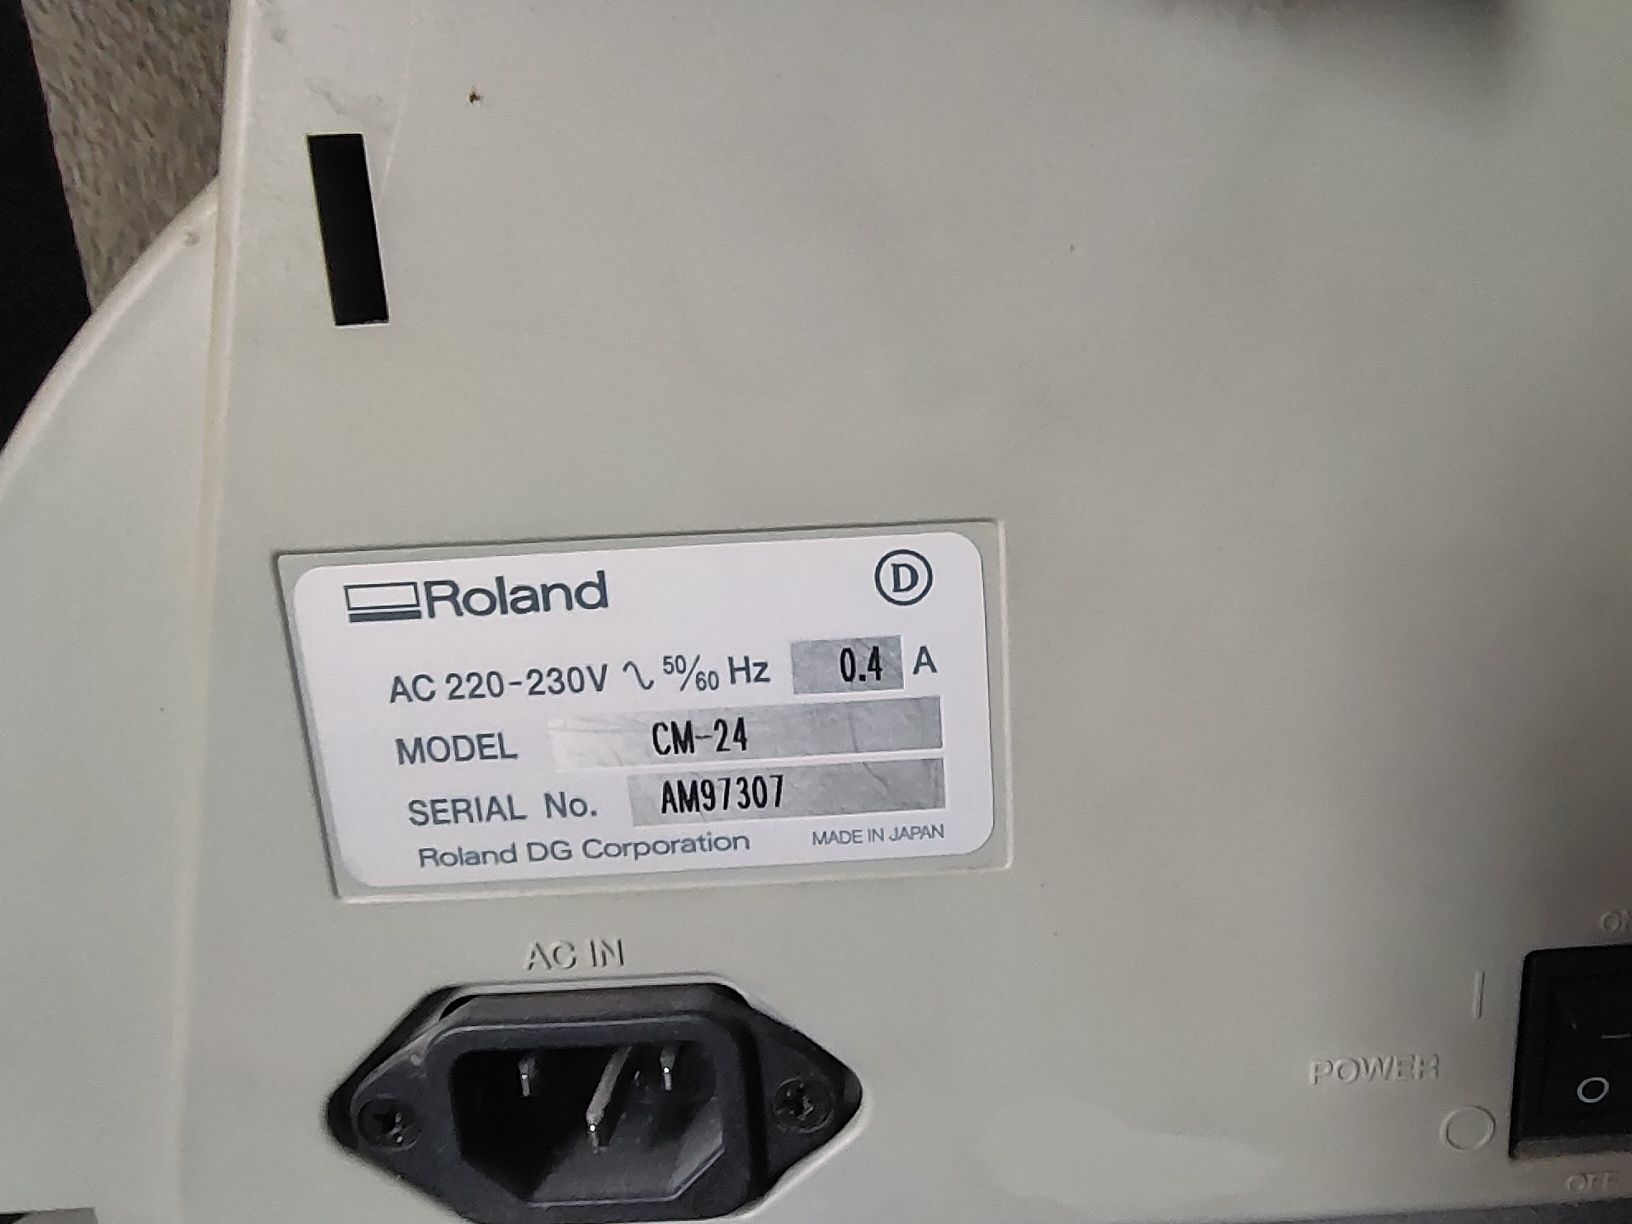 Roland D
AC 220-230V ∿ 50/60 Hz 0.4 A
MODEL CM-24
SERIAL No. AM97307
Roland DG Corporation MADE IN JAPAN
AC IN
POWER